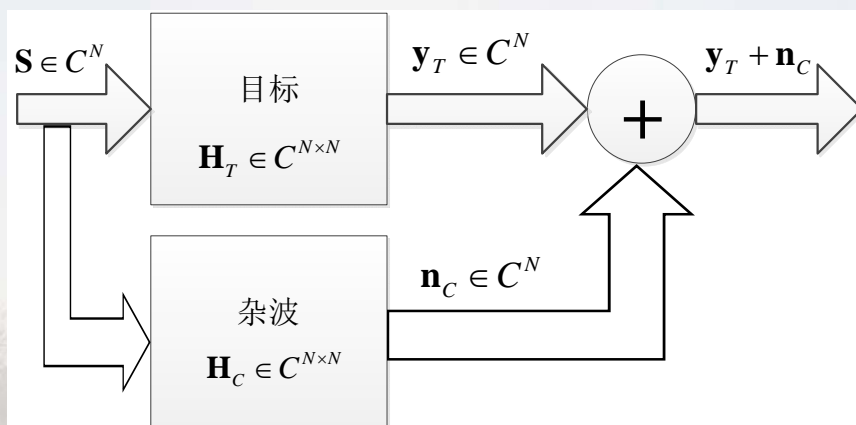 𝐒 ∈ C^N
目标
𝐇_T ∈ C^{N×N}
𝐲_T ∈ C^N
+
𝐲_T + 𝐧_C
杂波
𝐇_C ∈ C^{N×N}
𝐧_C ∈ C^N